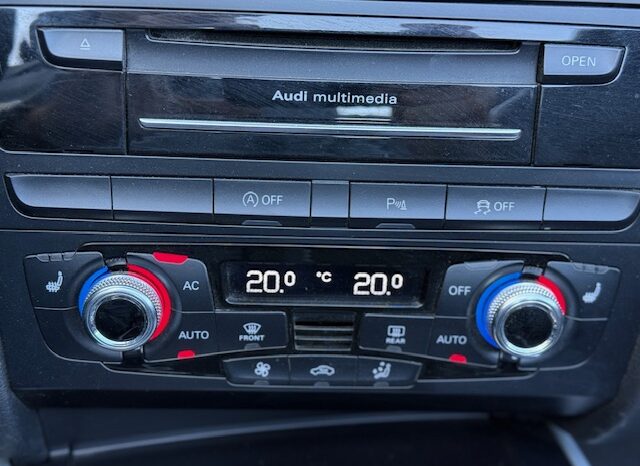 OPEN
Audi multimedia
A OFF
P
OFF
AC
20.0 °C 20.0
OFF
AUTO
FRONT
REAR
AUTO